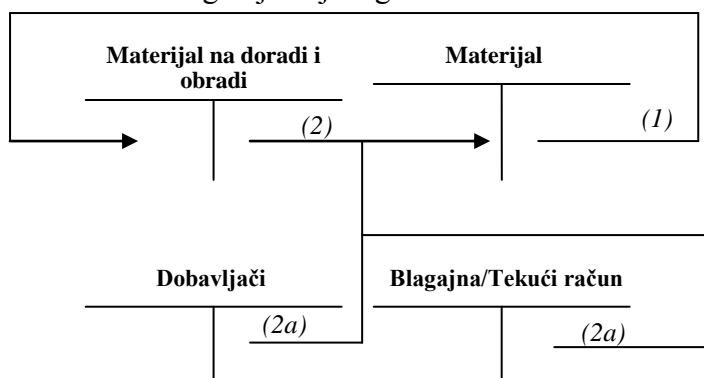 Materijal na doradi i
obradi
Materijal
(2)
(1)
Dobavljači
Blagajna/Tekući račun
(2a)
(2a)